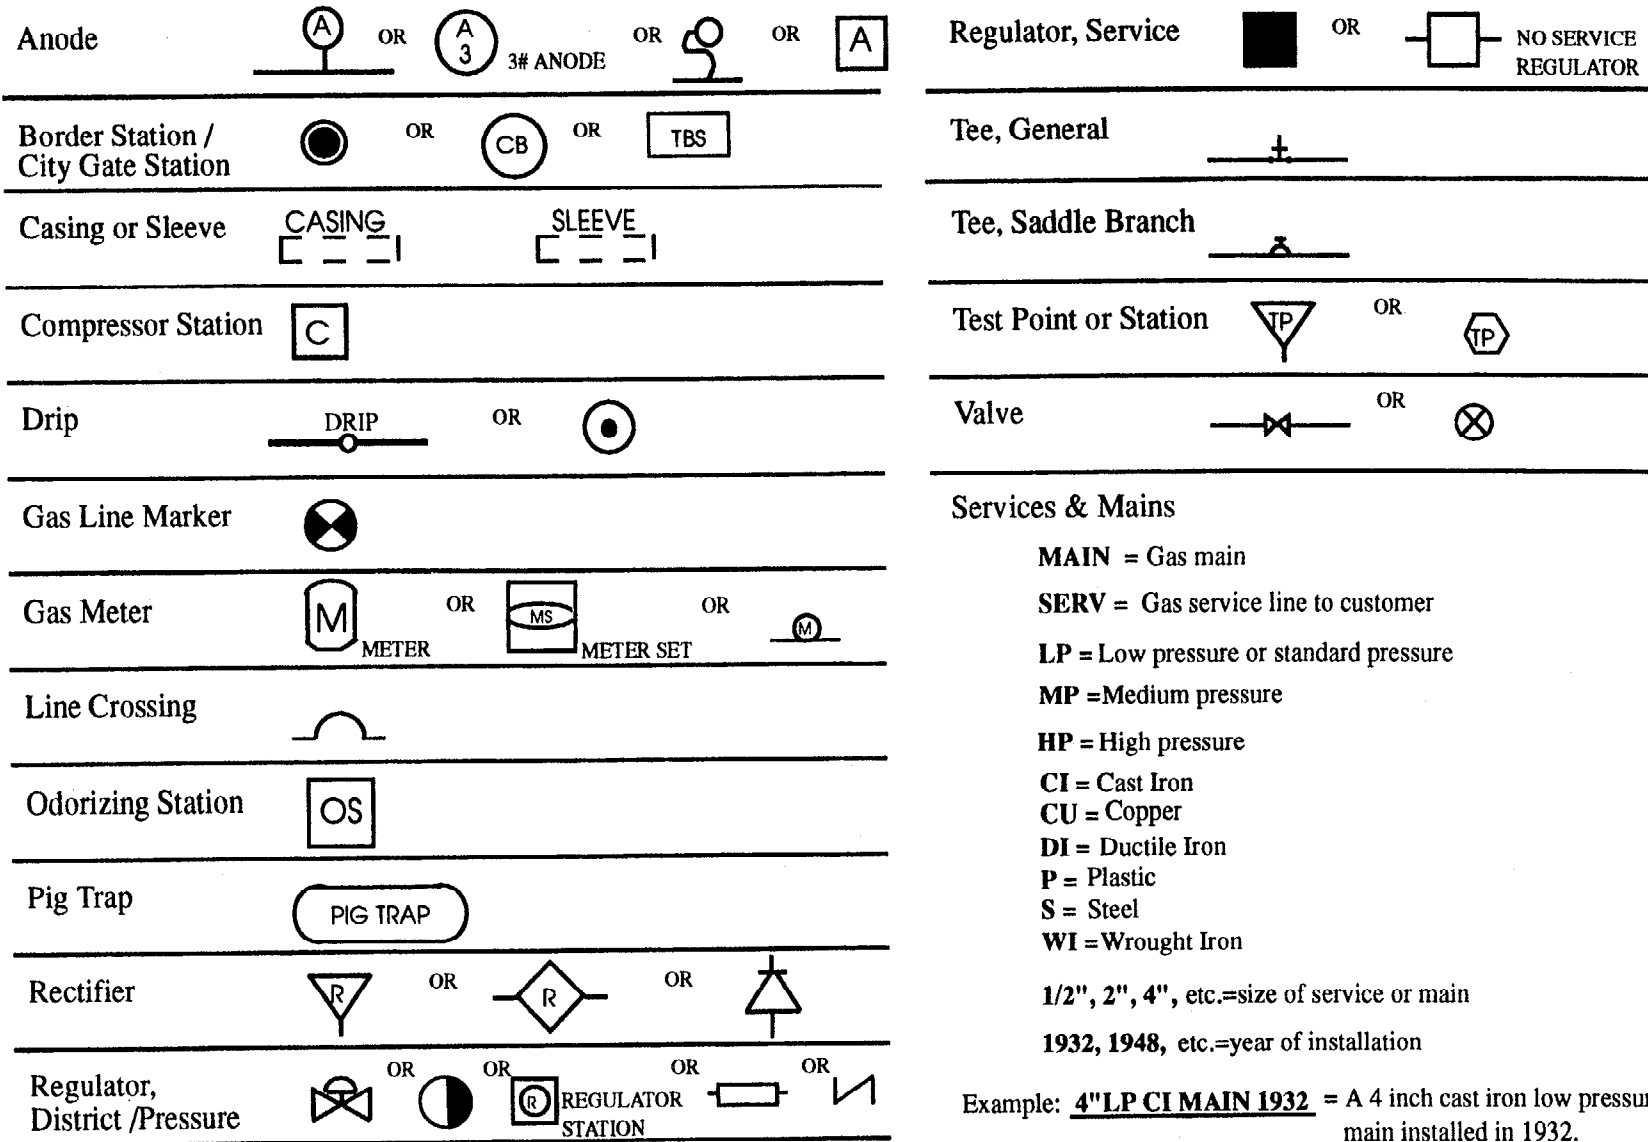 Anode
A
OR
A
3
3# ANODE
OR
OR
A
Border Station /
City Gate Station
OR
CB
OR
TBS
Casing or Sleeve
CASING
SLEEVE
Compressor Station
C
Drip
DRIP
OR
Gas Line Marker
Gas Meter
M
METER
OR
MS
METER SET
OR
M
Line Crossing
Odorizing Station
OS
Pig Trap
PIG TRAP
Rectifier
R
OR
R
OR
Regulator,
District /Pressure
OR
OR
R
REGULATOR
STATION
OR
OR
Regulator, Service
OR
NO SERVICE
REGULATOR
Tee, General
Tee, Saddle Branch
Test Point or Station
TP
OR
TP
Valve
OR
Services & Mains
MAIN = Gas main
SERV = Gas service line to customer
LP = Low pressure or standard pressure
MP =Medium pressure
HP = High pressure
CI = Cast Iron
CU = Copper
DI = Ductile Iron
P = Plastic
S = Steel
WI =Wrought Iron
1/2", 2", 4", etc.=size of service or main
1932, 1948, etc.=year of installation
Example: 4"LP CI MAIN 1932 = A 4 inch cast iron low pressur
main installed in 1932.